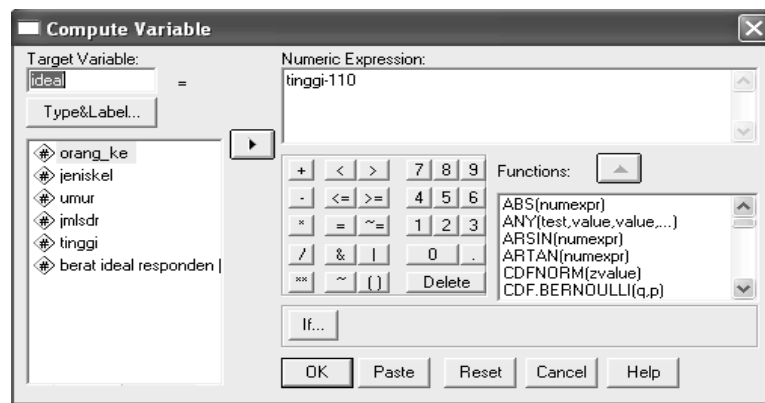 Compute Variable
Target Variable:
ideal
=
Type&Label...
orang_ke
jeniskel
umur
jmlsdr
tinggi
berat ideal responden [
Numeric Expression:
tinggi-110
+ < > 7 8 9
- <= >= 4 5 6
* = ~= 1 2 3
/ & | 0 .
** ~ () Delete
Functions:
ABS(numexpr)
ANY(test,value,value,...)
ARSIN(numexpr)
ARTAN(numexpr)
CDFNORM(zvalue)
CDF.BERNOULLI(q,p)
If...
OK Paste Reset Cancel Help